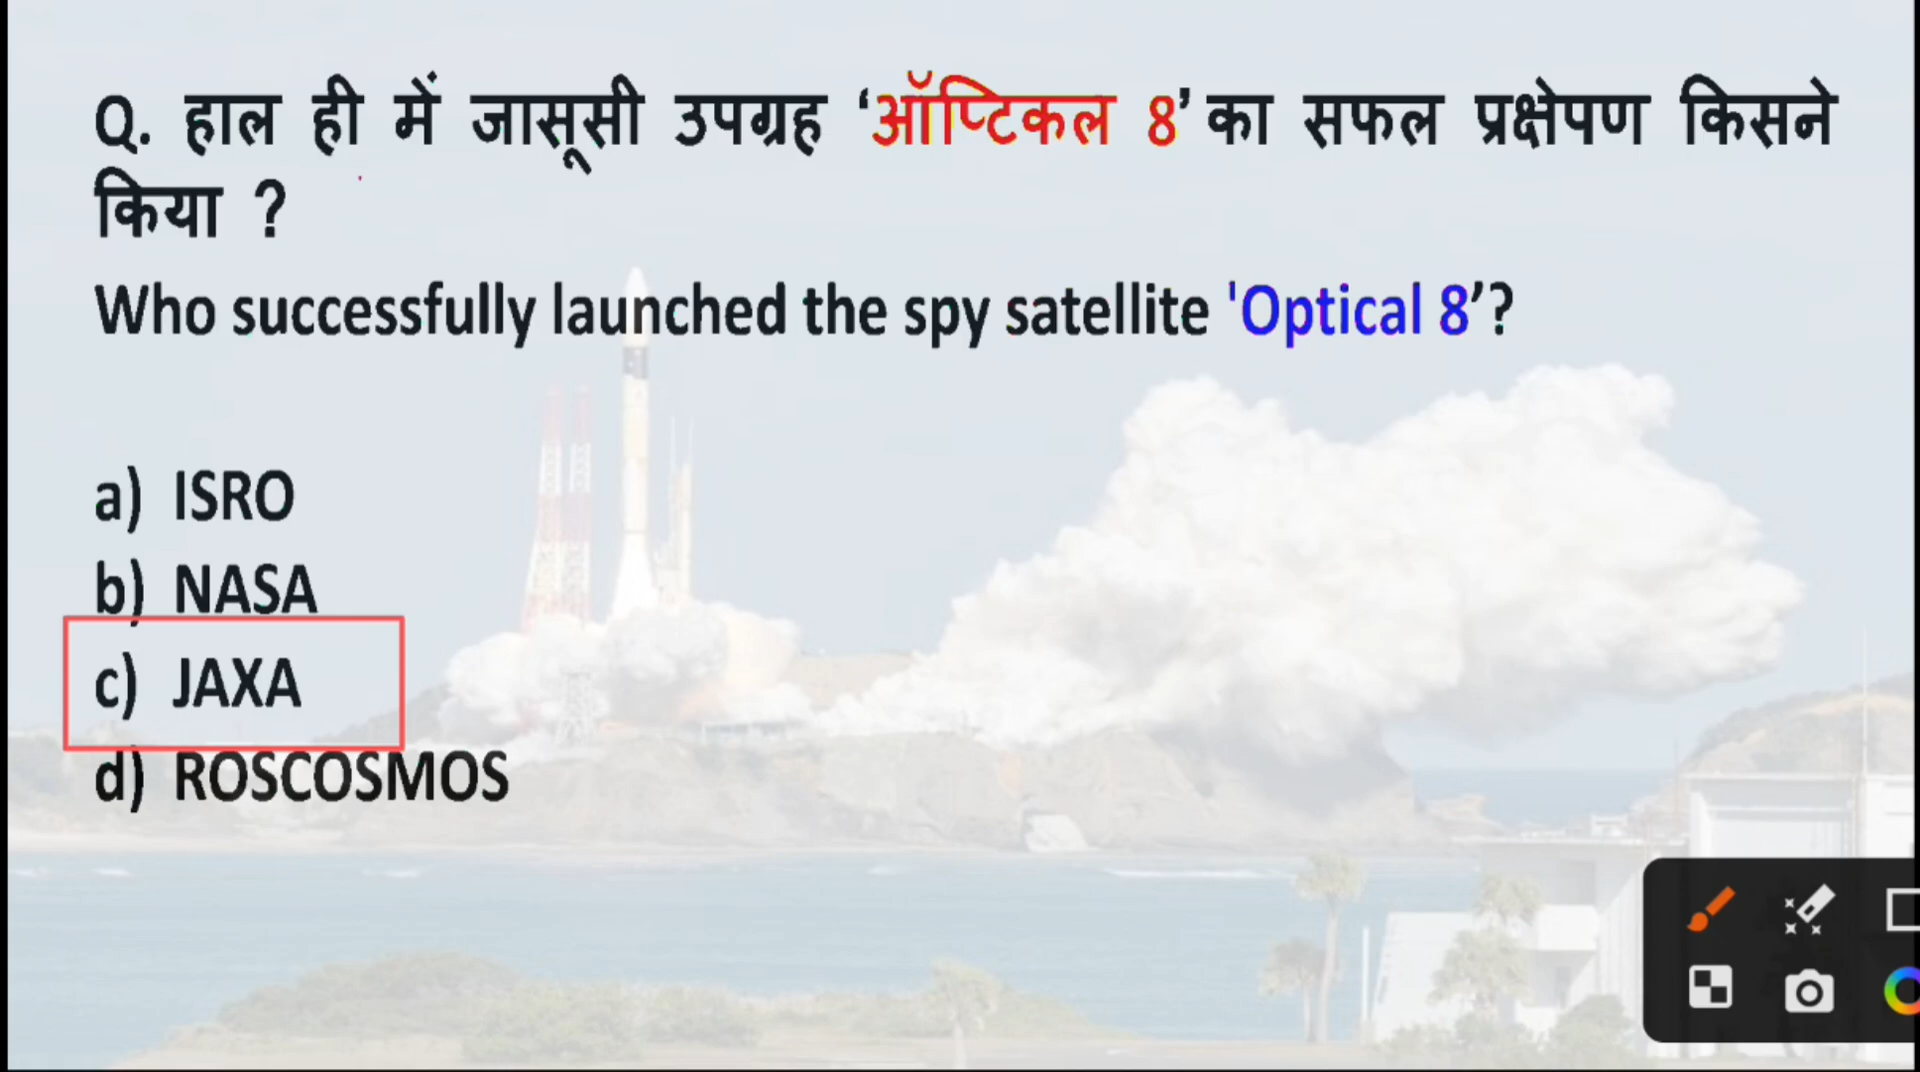 Q. हाल ही में जासूसी उपग्रह ‘ऑप्टिकल 8’ का सफल प्रक्षेपण किसने
किया ?
Who successfully launched the spy satellite 'Optical 8’?
a) ISRO
b) NASA
c) JAXA
d) ROSCOSMOS